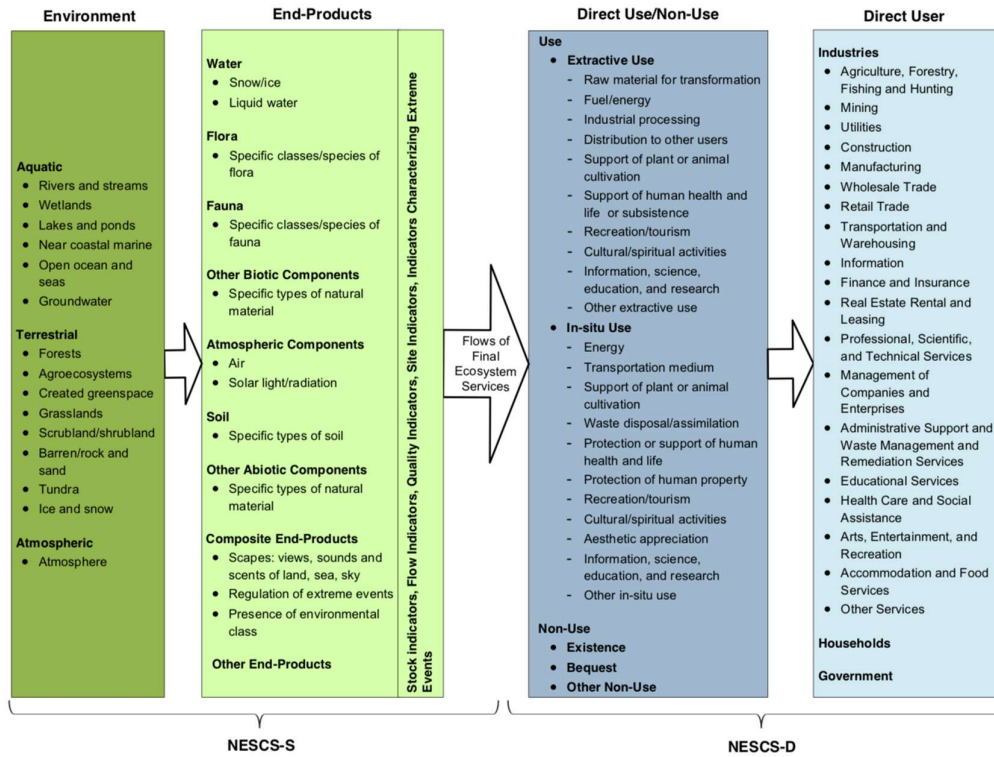 Environment
Aquatic
• Rivers and streams
• Wetlands
• Lakes and ponds
• Near coastal marine
• Open ocean and
seas
• Groundwater
Terrestrial
• Forests
• Agroecosystems
• Created greenspace
• Grasslands
• Scrubland/shrubland
• Barren/rock and
sand
• Tundra
• Ice and snow
Atmospheric
• Atmosphere
End-Products
Water
• Snow/ice
• Liquid water
Flora
• Specific classes/species of
flora
Fauna
• Specific classes/species of
fauna
Other Biotic Components
• Specific types of natural
material
Atmospheric Components
• Air
• Solar light/radiation
Soil
• Specific types of soil
Other Abiotic Components
• Specific types of natural
material
Composite End-Products
• Scapes: views, sounds and
scents of land, sea, sky
• Regulation of extreme events
• Presence of environmental
class
Other End-Products
Stock indicators, Flow Indicators, Quality Indicators, Site Indicators, Indicators Characterizing Extreme
Events
Flows of
Final
Ecosystem
Services
Direct Use/Non-Use
Use
• Extractive Use
- Raw material for transformation
- Fuel/energy
- Industrial processing
- Distribution to other users
- Support of plant or animal
cultivation
- Support of human health and
life or subsistence
- Recreation/tourism
- Cultural/spiritual activities
- Information, science,
education, and research
- Other extractive use
• In-situ Use
- Energy
- Transportation medium
- Support of plant or animal
cultivation
- Waste disposal/assimilation
- Protection or support of human
health and life
- Protection of human property
- Recreation/tourism
- Cultural/spiritual activities
- Aesthetic appreciation
- Information, science,
education, and research
- Other in-situ use
Non-Use
• Existence
• Bequest
• Other Non-Use
Direct User
Industries
• Agriculture, Forestry,
Fishing and Hunting
• Mining
• Utilities
• Construction
• Manufacturing
• Wholesale Trade
• Retail Trade
• Transportation and
Warehousing
• Information
• Finance and Insurance
• Real Estate Rental and
Leasing
• Professional, Scientific,
and Technical Services
• Management of
Companies and
Enterprises
• Administrative Support and
Waste Management and
Remediation Services
• Educational Services
• Health Care and Social
Assistance
• Arts, Entertainment, and
Recreation
• Accommodation and Food
Services
• Other Services
Households
Government
NESCS-S
NESCS-D